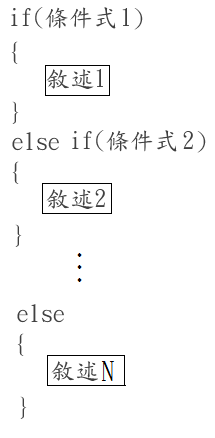 if(條件式1)
{
敘述1
}
else if(條件式2)
{
敘述2
}
⋮
else
{
敘述N
}